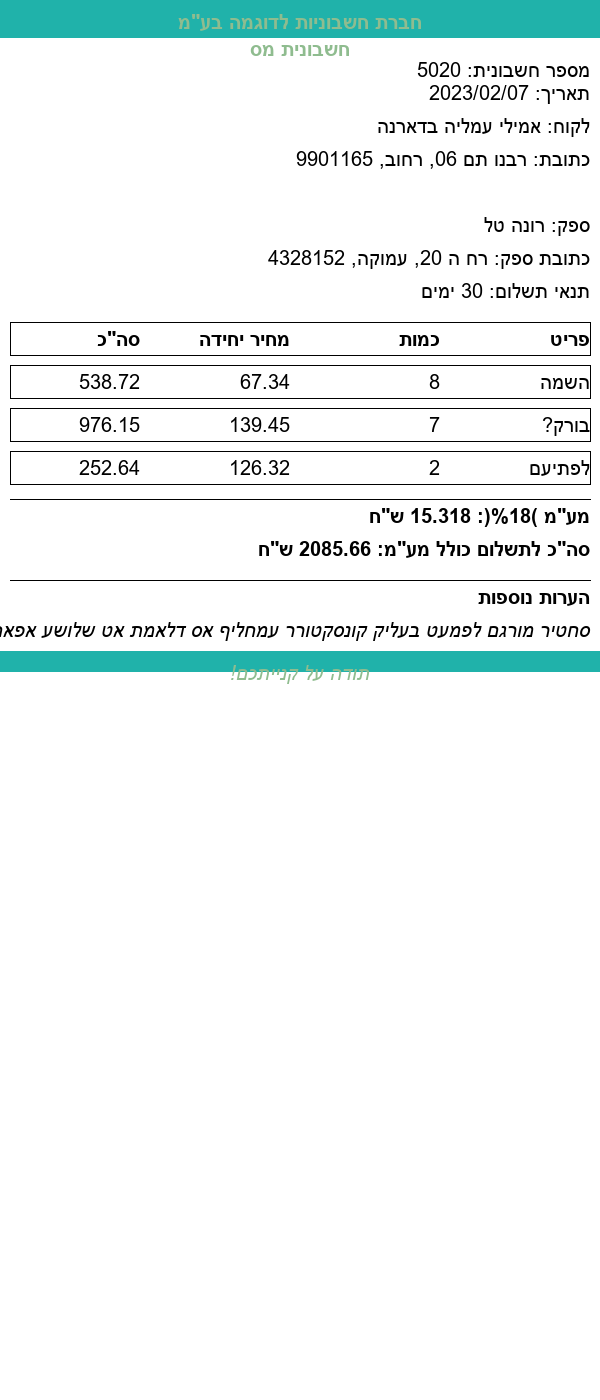 חברת חשבוניות לדוגמה בע"מ
חשבונית מס
מספר חשבונית: 5020
תאריך: 2023/02/07
לקוח: אמילי עמליה בדארנה
כתובת: רבנו תם 06, רחוב, 9901165
ספק: רונה טל
כתובת ספק: רח ה 20, עמוקה, 4328152
תנאי תשלום: 30 ימים
פריט כמות מחיר יחידה סה"כ
השמה 8 67.34 538.72
בורק? 7 139.45 976.15
לפתיעם 2 126.32 252.64
מע"מ )18%(: 15.318 ש"ח
סה"כ לתשלום כולל מע"מ: 2085.66 ש"ח
הערות נוספות
סחטיר מורגם לפמעט בעליק קונסקטורר עמחליף אס דלאמת אט שלושע
תודה על קנייתכם!